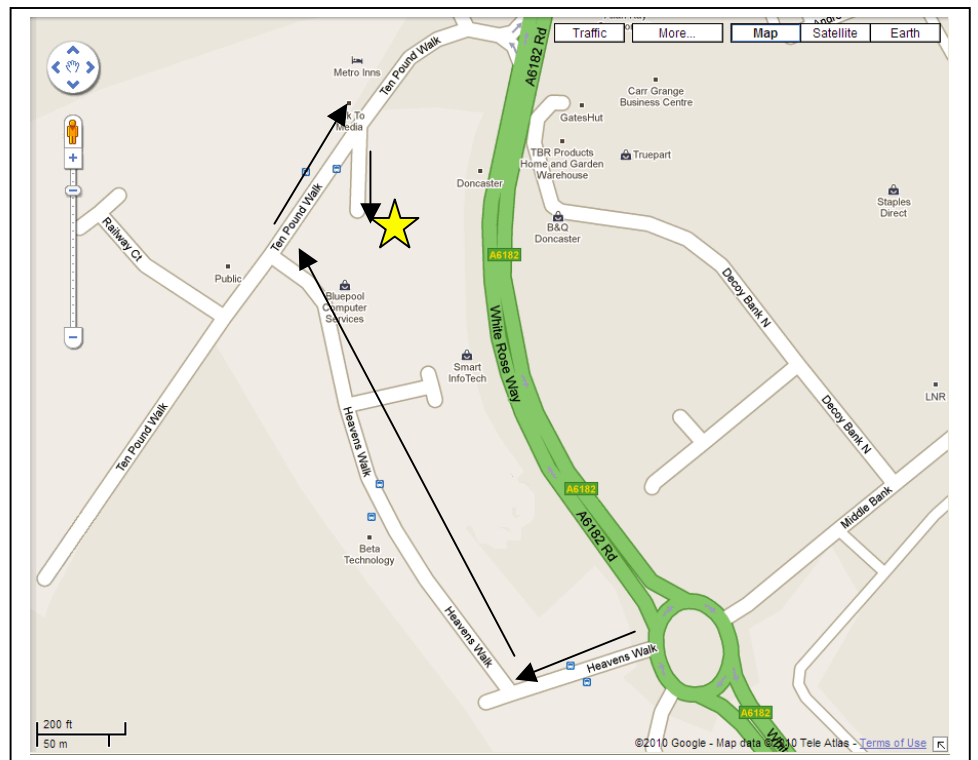 Traffic
More...
Map
Satellite
Earth
A6182 Rd
Ten Pound Walk
Metro Inns
To
Media
Carr Grange
Business Centre
GatesHut
TBR Products
Home and Garden
Warehouse
Truepart
Doncaster
Staples
Direct
B&Q
Doncaster
Ten Pound Walk
Railway Ct
A6182
Public
Bluepool
Computer
Services
Decoy Bank N
White Rose Way
Smart
InfoTech
LNR
Ten Pound Walk
Heavens Walk
Decoy Bank N
A6182
Middle Bank
A6182 Rd
Beta
Technology
Heavens Walk
Heavens Walk
A6182
200 ft
50 m
©2010 Google - Map data ©2010 Tele Atlas - Terms of Use